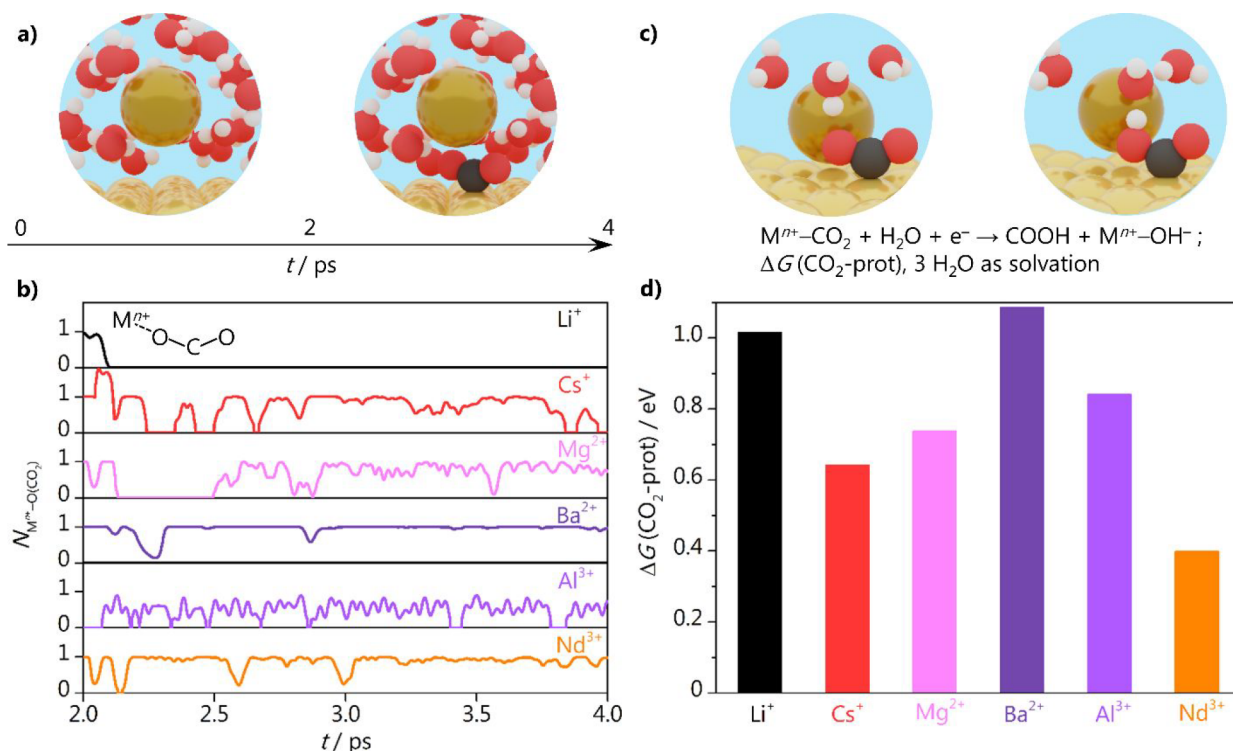 a)
0
2
4
t / ps
b)
Mⁿ⁺
O
C
O
Li⁺
1
0
Cs⁺
1
0
Mg²⁺
1
0
Ba²⁺
1
0
Al³⁺
1
0
Nd³⁺
1
0
N Mⁿ⁺–O(CO₂)
2.0
2.5
3.0
3.5
4.0
t / ps
c)
Mⁿ⁺–CO₂ + H₂O + e⁻ → COOH + Mⁿ⁺–OH⁻ ;
ΔG (CO₂-prot), 3 H₂O as solvation
d)
1.0
0.8
0.6
0.4
0.2
0
ΔG (CO₂-prot) / eV
Li⁺
Cs⁺
Mg²⁺
Ba²⁺
Al³⁺
Nd³⁺